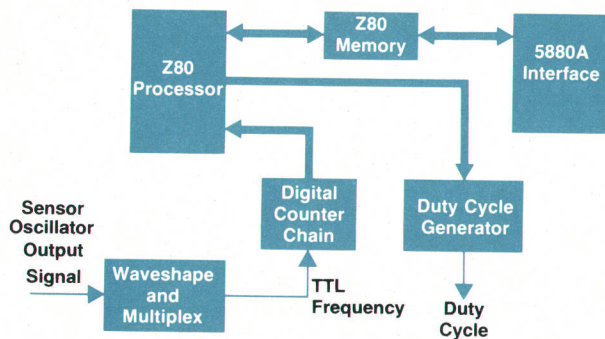 Z80
Processor
Z80
Memory
5880A
Interface
Digital
Counter
Chain
Duty Cycle
Generator
Sensor
Oscillator
Output
Signal
Waveshape
and
Multiplex
TTL
Frequency
Duty
Cycle